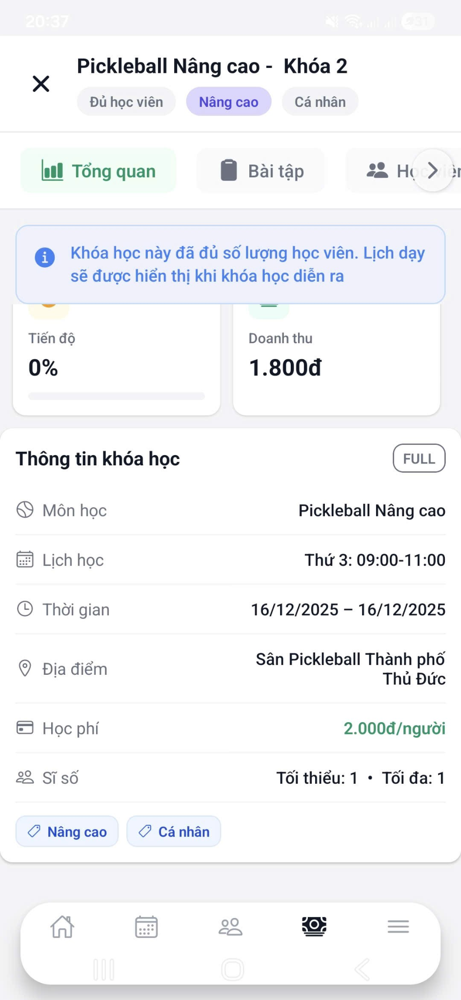 20:37
31
Pickleball Nâng cao - Khóa 2
Đủ học viên
Nâng cao
Cá nhân
Tổng quan
Bài tập
Học viên
Khóa học này đã đủ số lượng học viên. Lịch dạy
sẽ được hiển thị khi khóa học diễn ra
Tiến độ
0%
Doanh thu
1.800đ
Thông tin khóa học
FULL
Môn học
Pickleball Nâng cao
Lịch học
Thứ 3: 09:00-11:00
Thời gian
16/12/2025 – 16/12/2025
Địa điểm
Sân Pickleball Thành phố
Thủ Đức
Học phí
2.000đ/người
Sĩ số
Tối thiểu: 1 • Tối đa: 1
Nâng cao
Cá nhân